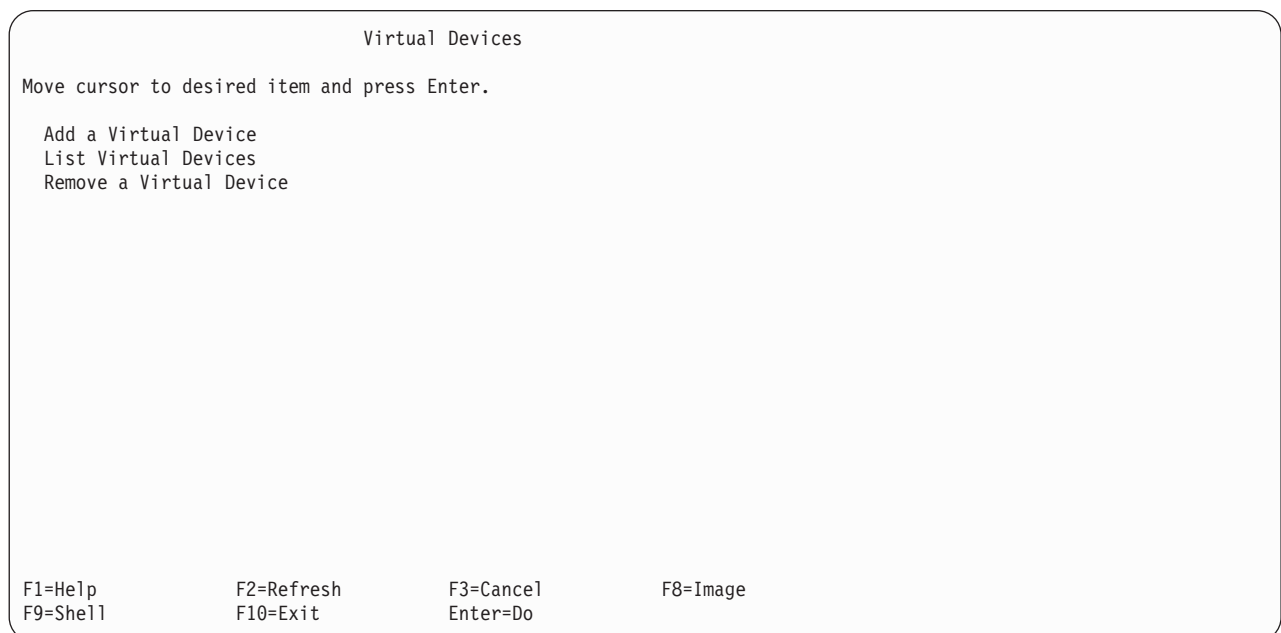 Virtual Devices
Move cursor to desired item and press Enter.
Add a Virtual Device
List Virtual Devices
Remove a Virtual Device
F1=Help F2=Refresh F3=Cancel F8=Image
F9=Shell F10=Exit Enter=Do